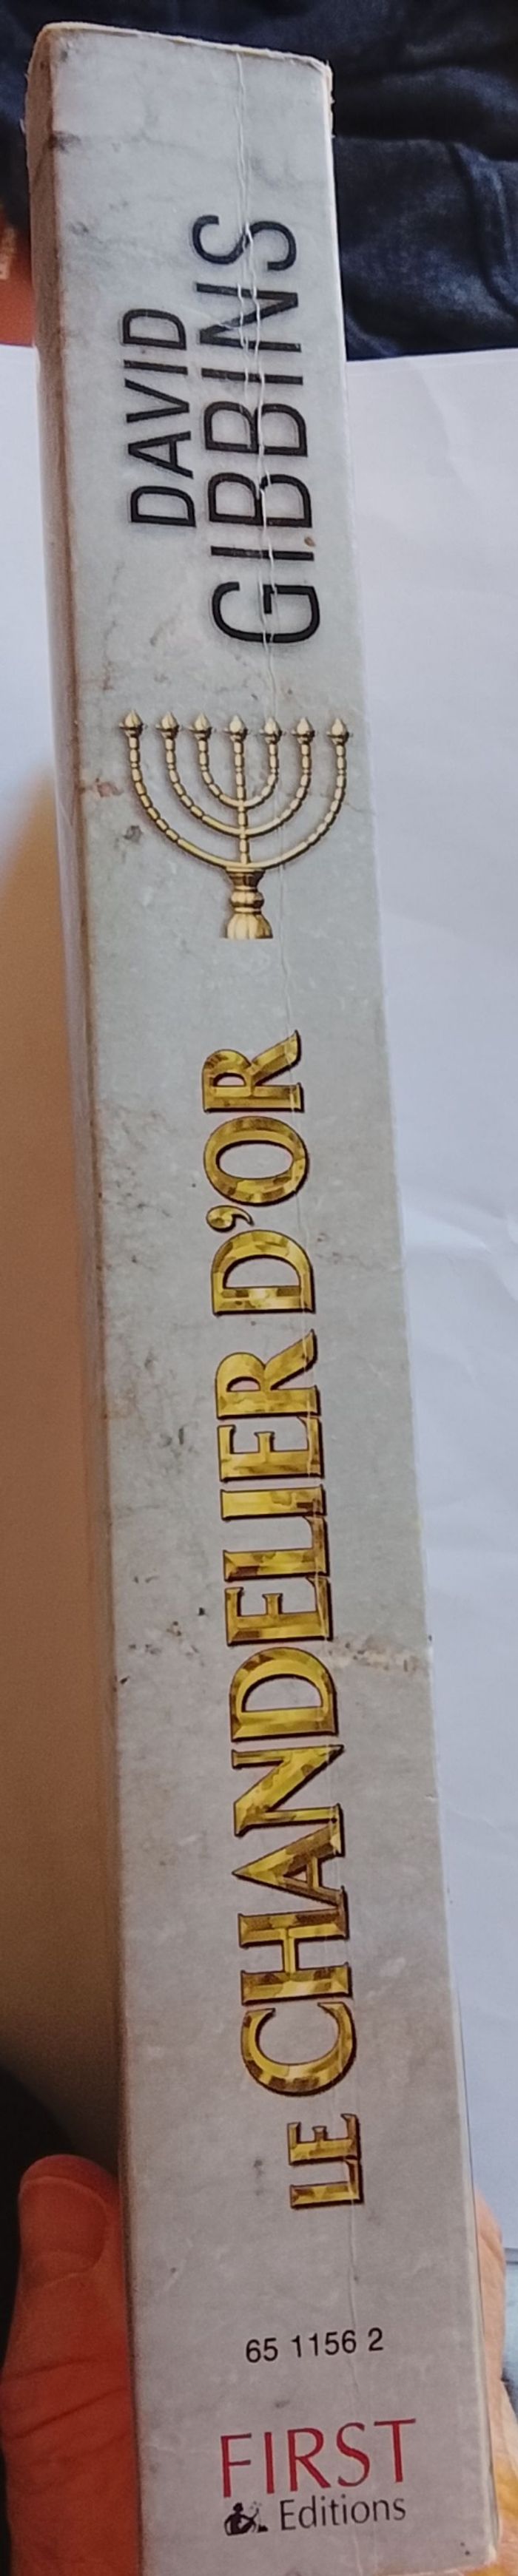 DAVID
GIBBINS
LE CHANDELIER D'OR
65 1156 2
FIRST
Editions